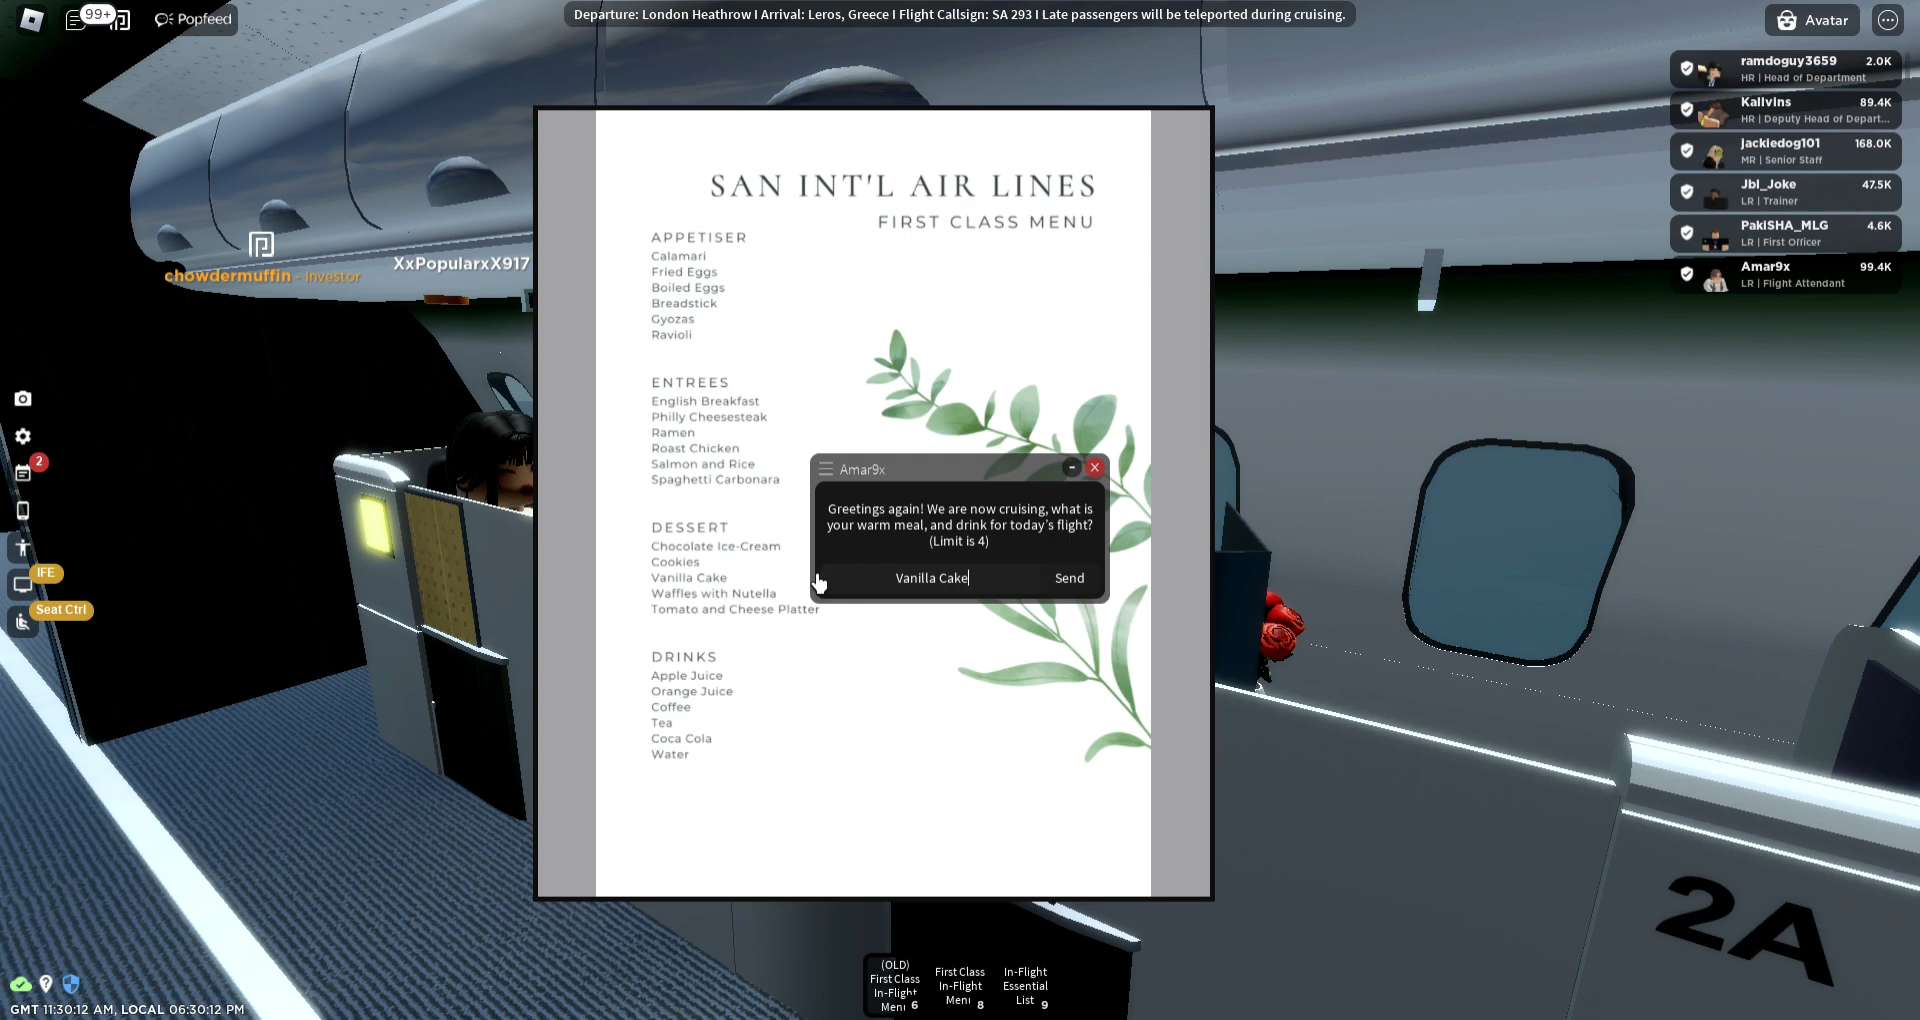 99+
Popfeed
Departure: London Heathrow I Arrival: Leros, Greece I Flight Callsign: SA 293 I Late passengers will be teleported during cruising.
Avatar
ramdoguy3659 2.0K
HR | Head of Department
Kallvins 89.4K
HR | Deputy Head of Depart...
jackiedog101 168.0K
MR | Senior Staff
Jbl_Joke 47.5K
LR | Trainer
PakISHA_MLG 4.6K
LR | First Officer
Amar9x 99.4K
LR | Flight Attendant
chowdermuffin - Investor
XxPopularxX917
SAN INT'L AIR LINES
FIRST CLASS MENU
APPETISER
Calamari
Fried Eggs
Boiled Eggs
Breadstick
Gyozas
Ravioli
ENTREES
English Breakfast
Philly Cheesesteak
Ramen
Roast Chicken
Salmon and Rice
Spaghetti Carbonara
DESSERT
Chocolate Ice-Cream
Cookies
Vanilla Cake
Waffles with Nutella
Tomato and Cheese Platter
DRINKS
Apple Juice
Orange Juice
Coffee
Tea
Coca Cola
Water
Amar9x
Greetings again! We are now cruising, what is
your warm meal, and drink for today's flight?
(Limit is 4)
Vanilla Cake
Send
2
IFE
Seat Ctrl
2A
(OLD)
First Class
In-Flight
Menu 6
First Class
In-Flight
Menu 8
In-Flight
Essential
List 9
GMT 11:30:12 AM, LOCAL 06:30:12 PM